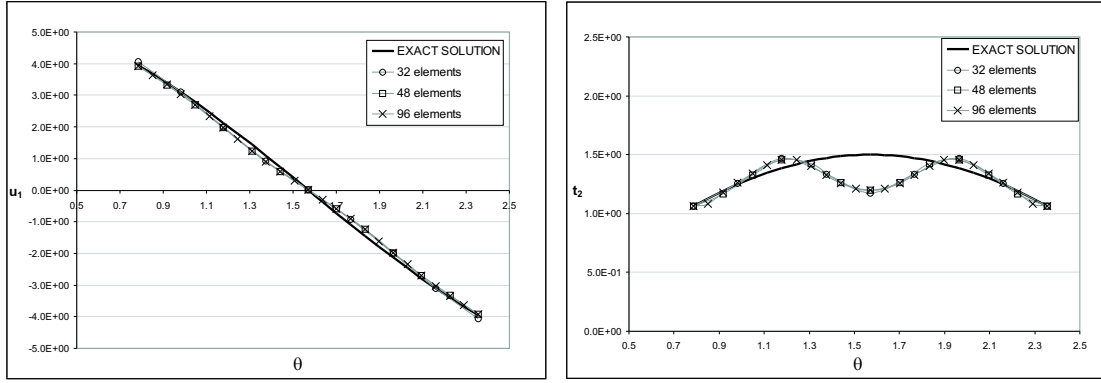 5.0E+00
4.0E+00
3.0E+00
2.0E+00
1.0E+00
0.0E+00
-1.0E+00
-2.0E+00
-3.0E+00
-4.0E+00
-5.0E+00
u₁
0.5 0.7 0.9 1.1 1.3 1.5 1.7 1.9 2.1 2.3 2.5
θ
EXACT SOLUTION
32 elements
48 elements
96 elements
2.5E+00
2.0E+00
1.5E+00
1.0E+00
5.0E-01
0.0E+00
t₂
0.5 0.7 0.9 1.1 1.3 1.5 1.7 1.9 2.1 2.3 2.5
θ
EXACT SOLUTION
32 elements
48 elements
96 elements